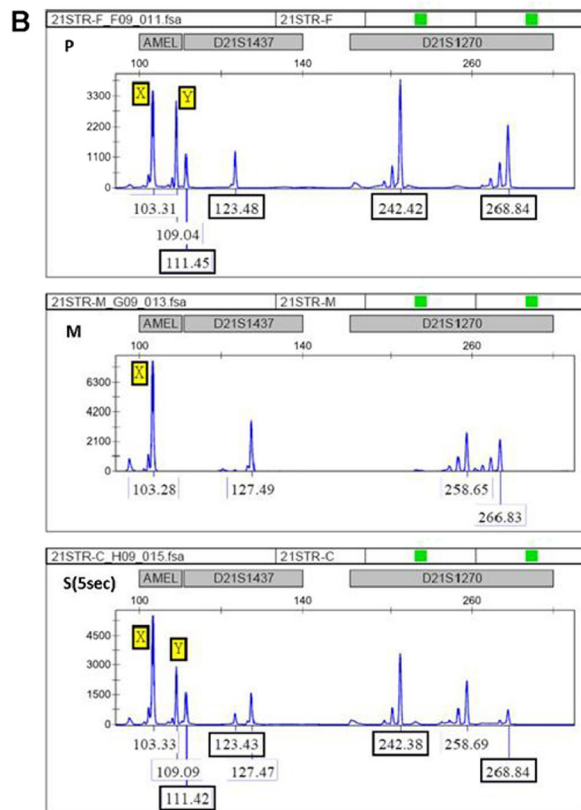 B
21STR-F_F09_011.fsa 21STR-F
P AMEL D21S1437 D21S1270
100 140 260
3300
2200
1100
0
X Y
103.31 123.48 242.42 268.84
109.04
111.45
21STR-M_G09_013.fsa 21STR-M
M AMEL D21S1437 D21S1270
100 140 260
6300
4200
2100
0
X
103.28 127.49 258.65
266.83
21STR-C_H09_015.fsa 21STR-C
S(5sec) AMEL D21S1437 D21S1270
100 140 260
4500
3000
1500
0
X Y
103.33 123.43 242.38 258.69
109.09 127.47 268.84
111.42